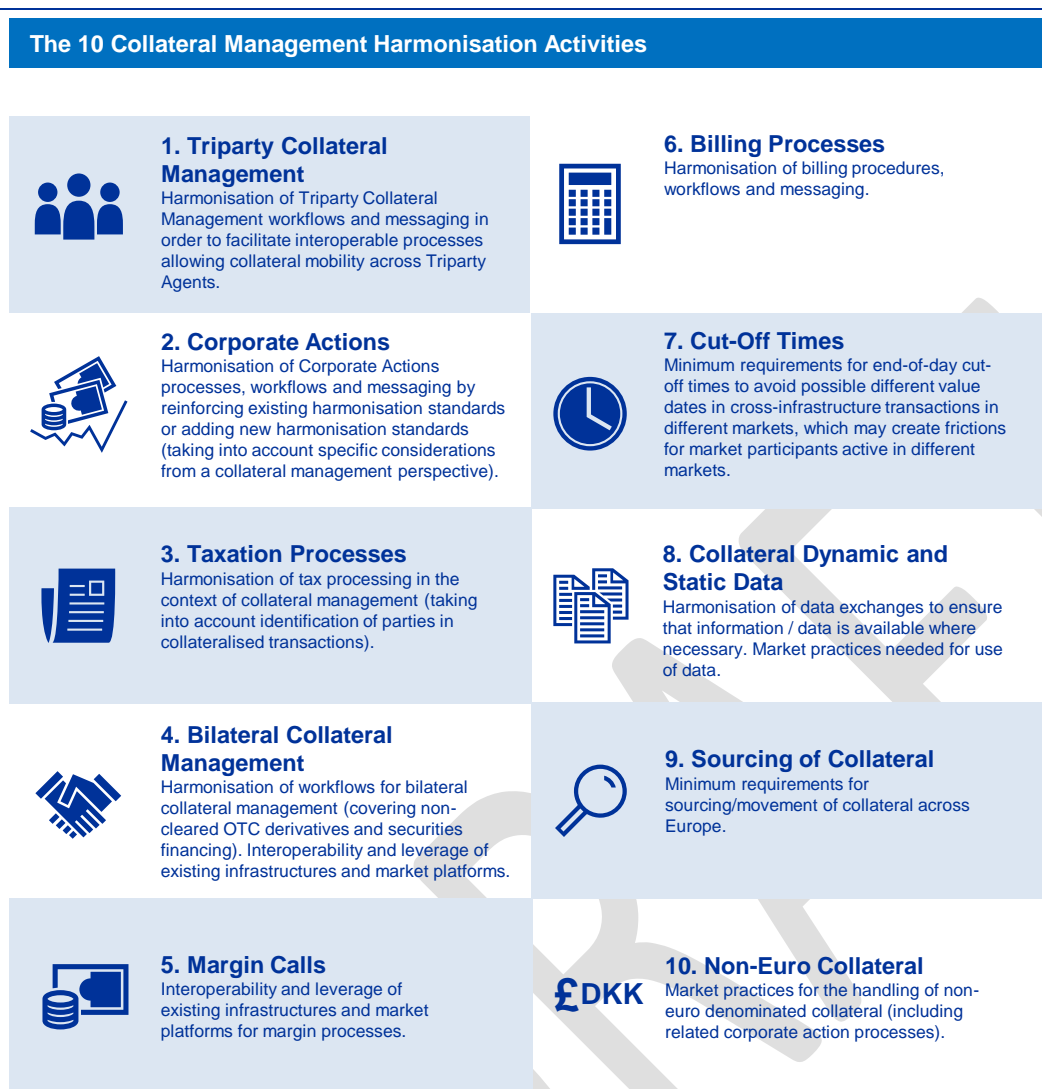 The 10 Collateral Management Harmonisation Activities
1. Triparty Collateral
Management
Harmonisation of Triparty Collateral
Management workflows and messaging in
order to facilitate interoperable processes
allowing collateral mobility across Triparty
Agents.
2. Corporate Actions
Harmonisation of Corporate Actions
processes, workflows and messaging by
reinforcing existing harmonisation standards
or adding new harmonisation standards
(taking into account specific considerations
from a collateral management perspective).
3. Taxation Processes
Harmonisation of tax processing in the
context of collateral management (taking
into account identification of parties in
collateralised transactions).
4. Bilateral Collateral
Management
Harmonisation of workflows for bilateral
collateral management (covering non-
cleared OTC derivatives and securities
financing). Interoperability and leverage of
existing infrastructures and market platforms.
5. Margin Calls
Interoperability and leverage of
existing infrastructures and market
platforms for margin processes.
6. Billing Processes
Harmonisation of billing procedures,
workflows and messaging.
7. Cut-Off Times
Minimum requirements for end-of-day cut-
off times to avoid possible different value
dates in cross-infrastructure transactions in
different markets, which may create frictions
for market participants active in different
markets.
8. Collateral Dynamic and
Static Data
Harmonisation of data exchanges to ensure
that information / data is available where
necessary. Market practices needed for use
of data.
9. Sourcing of Collateral
Minimum requirements for
sourcing/movement of collateral across
Europe.
£DKK
10. Non-Euro Collateral
Market practices for the handling of non-
euro denominated collateral (including
related corporate action processes).